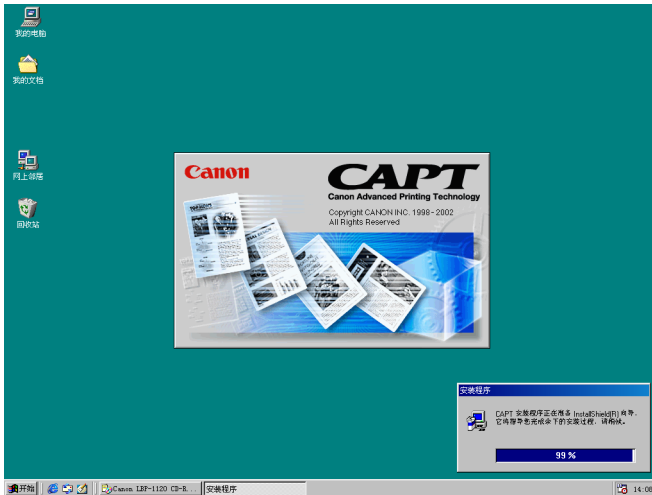 我的电脑
我的文档
网上邻居
回收站
Canon
CAPT
Canon Advanced Printing Technology
Copyright CANON INC. 1998 - 2002
All Rights Reserved
安装程序
CAPT 安装程序正在准备 InstallShield(R) 向导，
它将指导您完成余下的安装过程。请稍候。
99 %
开始
Canon LBP-1120 CD-R...
安装程序
14:08